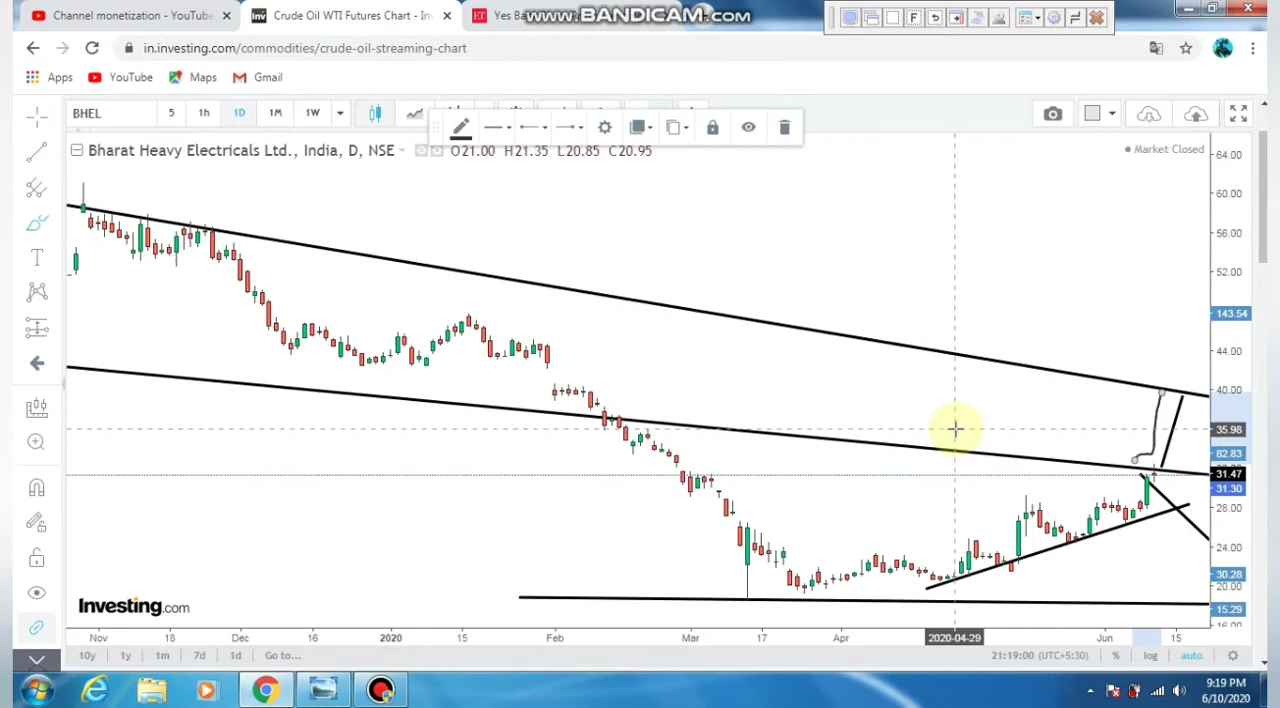 Channel monetization - YouTube
Crude Oil WTI Futures Chart - Inv
Yes Ba
www.BANDICAM.com
in.investing.com/commodities/crude-oil-streaming-chart
Apps YouTube Maps Gmail
BHEL 5 1h 1D 1M 1W
Bharat Heavy Electricals Ltd., India, D, NSE O21.00 H21.35 L20.85 C20.95
Market Closed
64.00
60.00
56.00
52.00
143.54
44.00
40.00
35.98
82.83
31.47
31.30
28.00
24.00
30.28
20.00
15.29
16.00
Investing.com
Nov 18 Dec 16 2020 15 Feb Mar 17 Apr 2020-04-29 Jun 15
10y 1y 1m 7d 1d Go to... 21:19:00 (UTC+5:30) % log auto
9:19 PM
6/10/2020